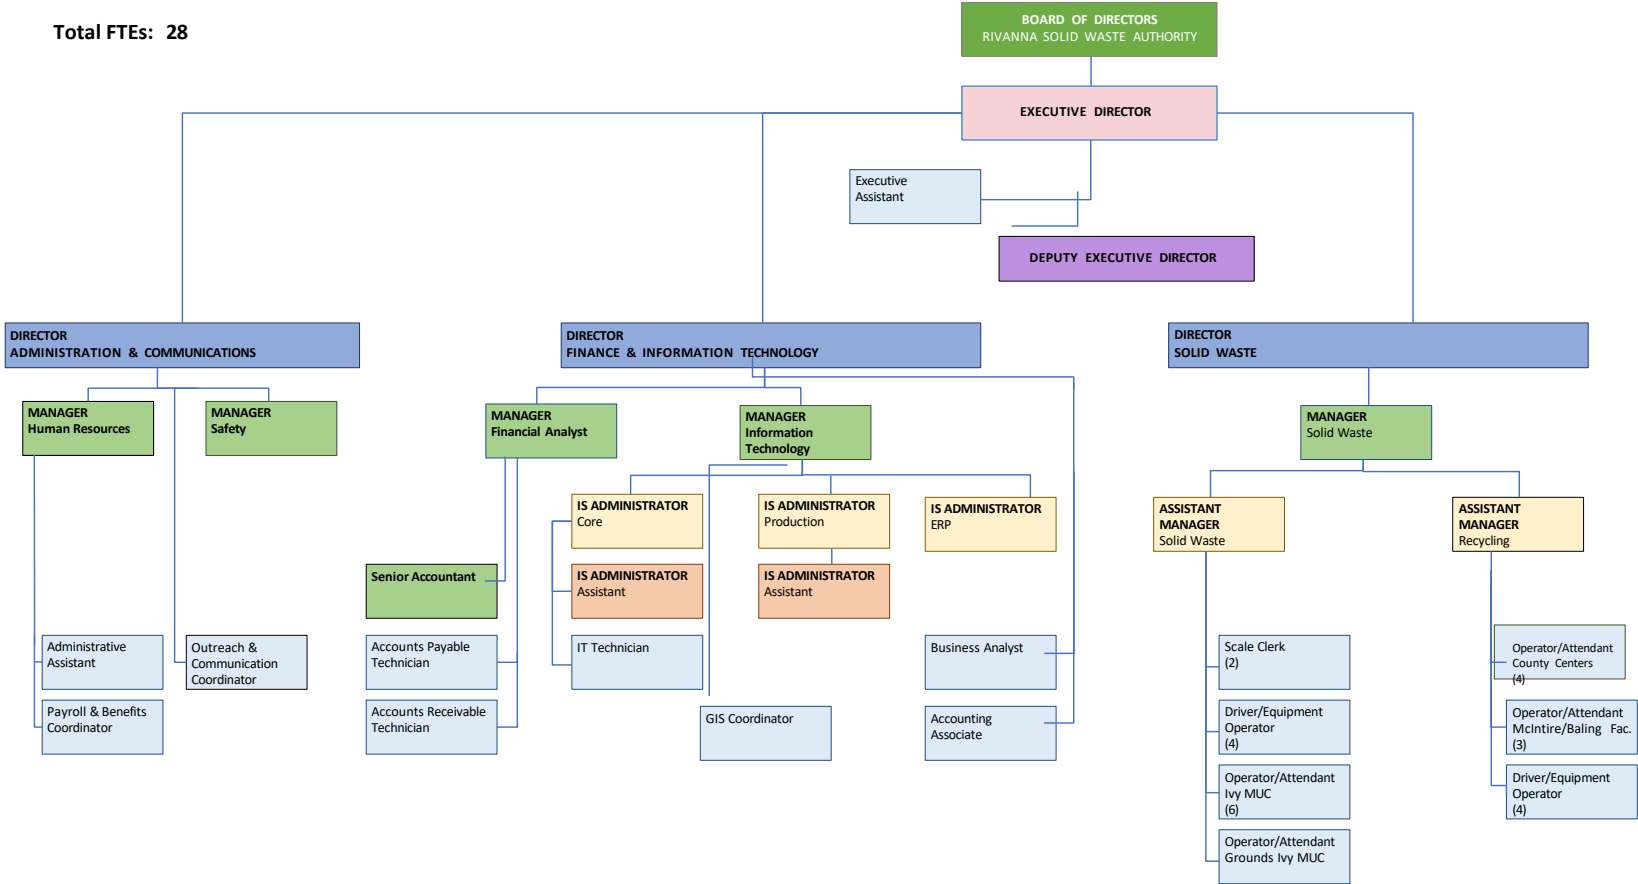 Total FTEs: 28
BOARD OF DIRECTORS
RIVANNA SOLID WASTE AUTHORITY
EXECUTIVE DIRECTOR
Executive
Assistant
DEPUTY EXECUTIVE DIRECTOR
DIRECTOR
ADMINISTRATION & COMMUNICATIONS
DIRECTOR
FINANCE & INFORMATION TECHNOLOGY
DIRECTOR
SOLID WASTE
MANAGER
Human Resources
MANAGER
Safety
MANAGER
Financial Analyst
MANAGER
Information
Technology
MANAGER
Solid Waste
IS ADMINISTRATOR
Core
IS ADMINISTRATOR
Production
IS ADMINISTRATOR
ERP
ASSISTANT
MANAGER
Solid Waste
ASSISTANT
MANAGER
Recycling
Senior Accountant
IS ADMINISTRATOR
Assistant
IS ADMINISTRATOR
Assistant
Administrative
Assistant
Outreach &
Communication
Coordinator
Accounts Payable
Technician
IT Technician
Business Analyst
Scale Clerk
(2)
Operator/Attendant
County Centers
(4)
Payroll & Benefits
Coordinator
Accounts Receivable
Technician
GIS Coordinator
Accounting
Associate
Driver/Equipment
Operator
(4)
Operator/Attendant
McIntire/Baling Fac.
(3)
Operator/Attendant
Ivy MUC
(6)
Driver/Equipment
Operator
(4)
Operator/Attendant
Grounds Ivy MUC